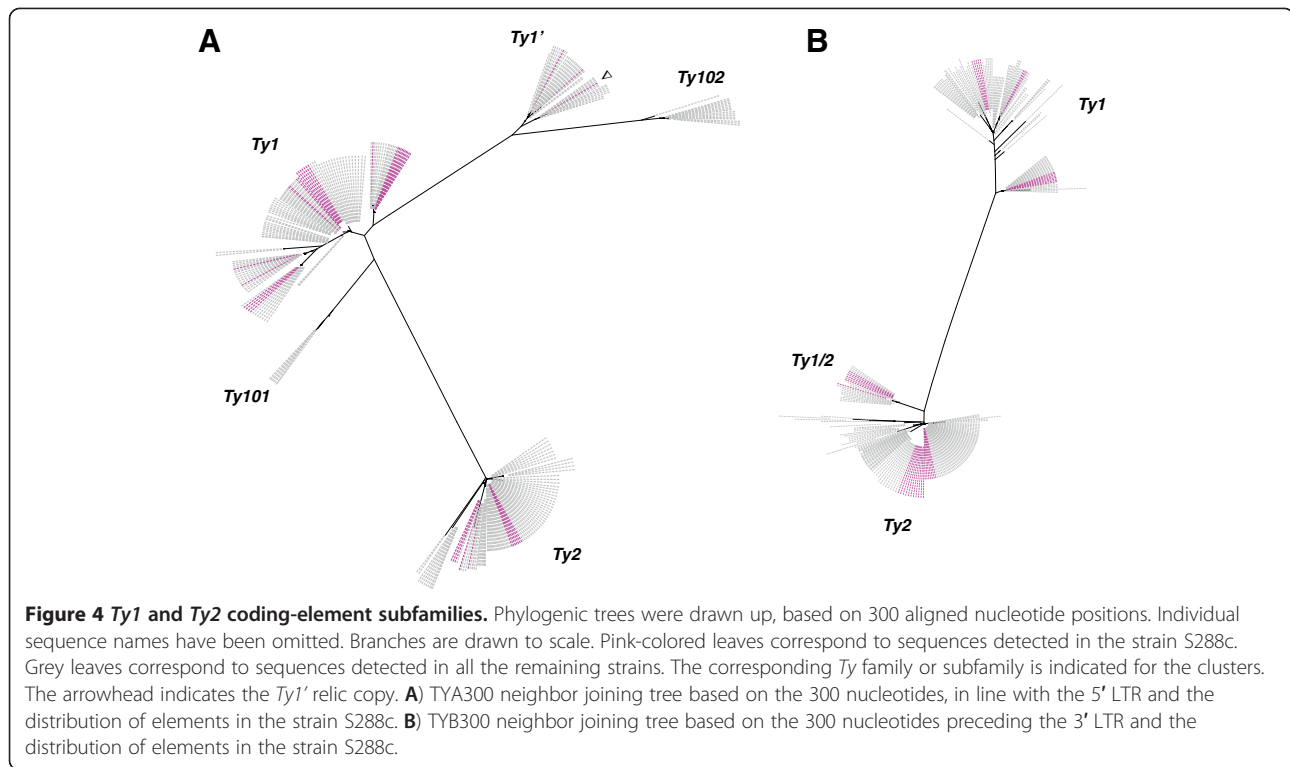 A
B
Ty1'
Ty102
Ty1
Ty1
Ty101
Ty1/2
Ty2
Ty2
Figure 4 Ty1 and Ty2 coding-element subfamilies. Phylogenic trees were drawn up, based on 300 aligned nucleotide positions. Individual
sequence names have been omitted. Branches are drawn to scale. Pink-colored leaves correspond to sequences detected in the strain S288c.
Grey leaves correspond to sequences detected in all the remaining strains. The corresponding Ty family or subfamily is indicated for the clusters.
The arrowhead indicates the Ty1′ relic copy. A) TYA300 neighbor joining tree based on the 300 nucleotides, in line with the 5′ LTR and the
distribution of elements in the strain S288c. B) TYB300 neighbor joining tree based on the 300 nucleotides preceding the 3′ LTR and the
distribution of elements in the strain S288c.